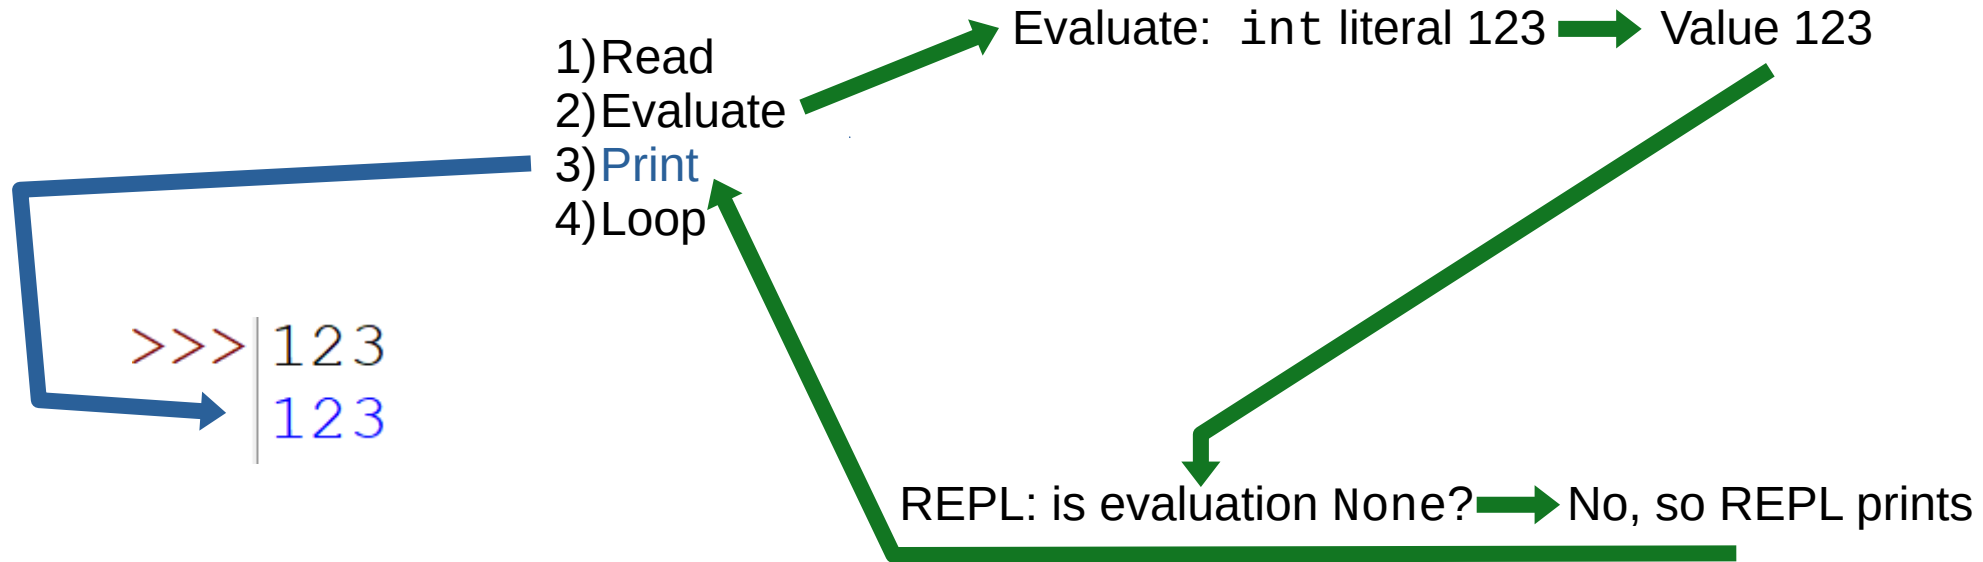 Evaluate: int literal 123 Value 123
1)Read
2)Evaluate
3)Print
4)Loop
>>> 123
123
REPL: is evaluation None? No, so REPL prints